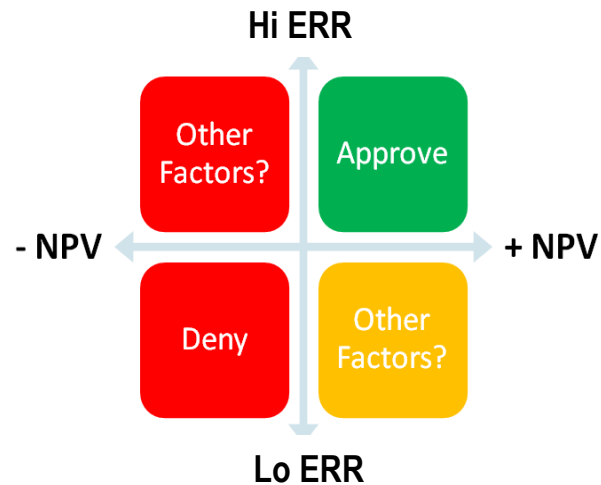 Hi ERR
Other
Factors?
Approve
- NPV
+ NPV
Deny
Other
Factors?
Lo ERR